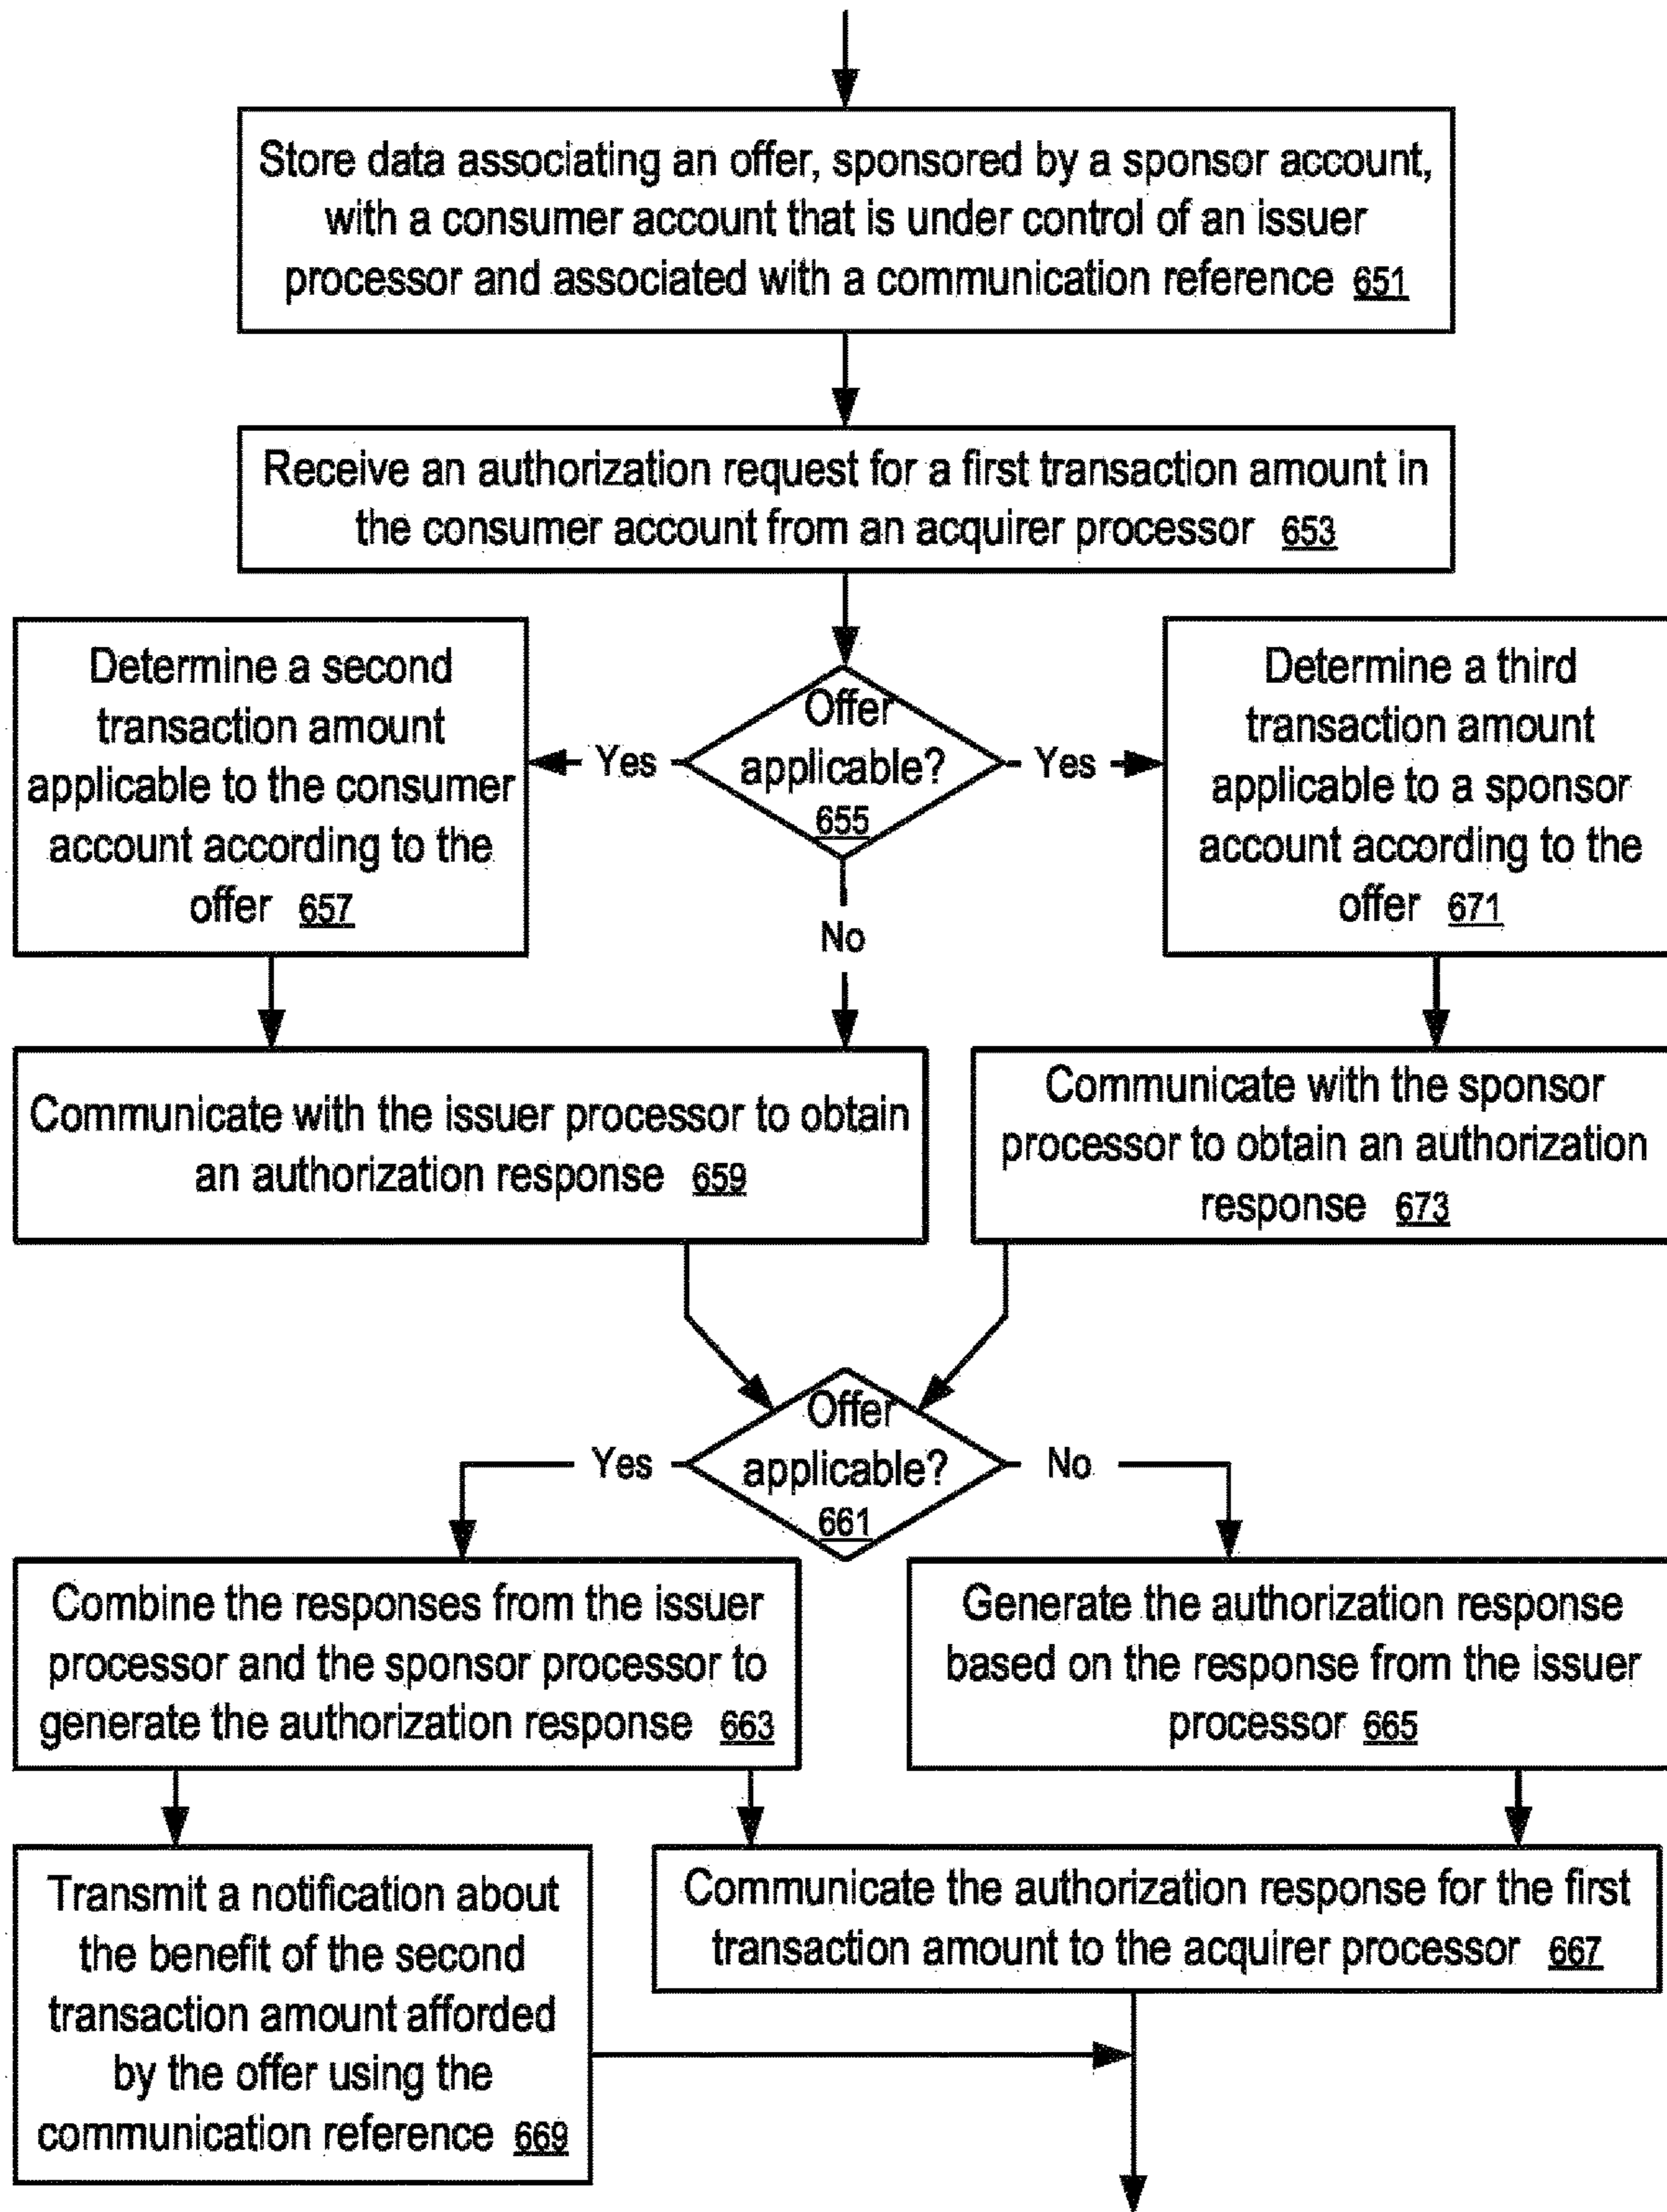 Store data associating an offer, sponsored by a sponsor account,
with a consumer account that is under control of an issuer
processor and associated with a communication reference 651
Receive an authorization request for a first transaction amount in
the consumer account from an acquirer processor 653
Determine a second
transaction amount
applicable to the consumer
account according to the
offer 657
Yes
Offer
applicable?
655
Yes
No
Determine a third
transaction amount
applicable to a sponsor
account according to the
offer 671
Communicate with the issuer processor to obtain
an authorization response 659
Communicate with the sponsor
processor to obtain an authorization
response 673
Yes
Offer
applicable?
661
No
Combine the responses from the issuer
processor and the sponsor processor to
generate the authorization response 663
Generate the authorization response
based on the response from the issuer
processor 665
Transmit a notification about
the benefit of the second
transaction amount afforded
by the offer using the
communication reference 669
Communicate the authorization response for the first
transaction amount to the acquirer processor 667